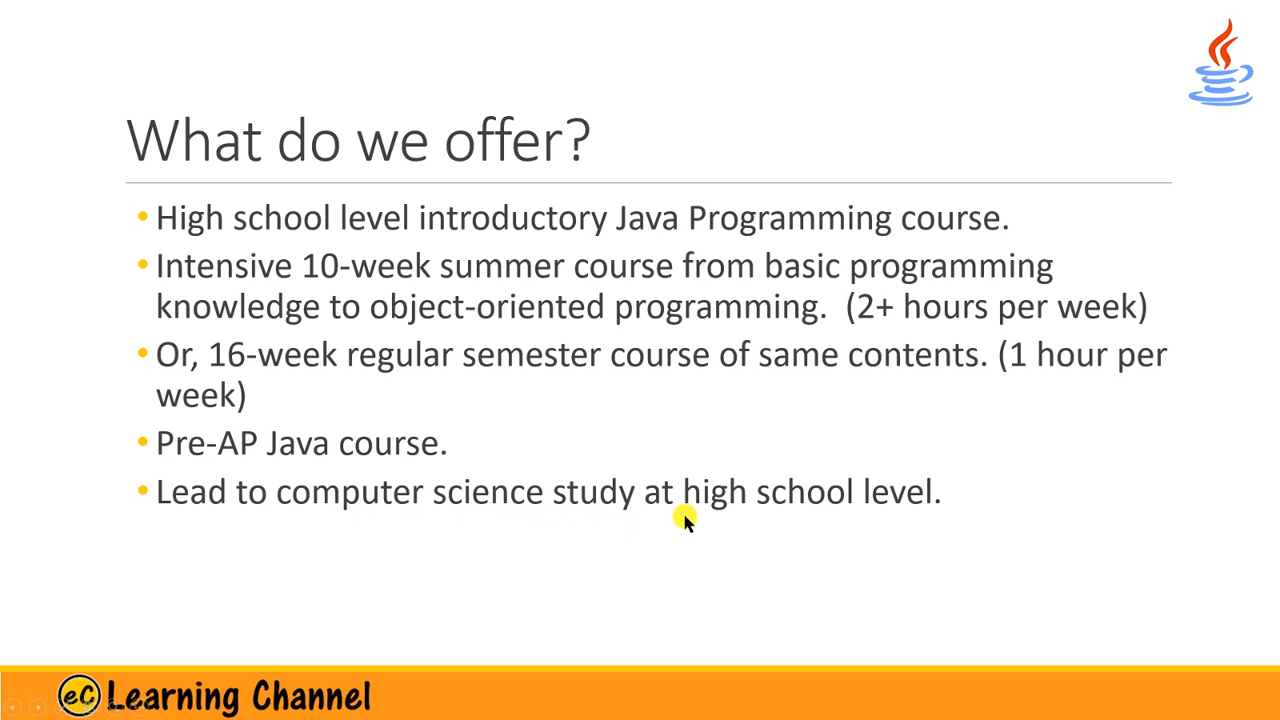 What do we offer?
•High school level introductory Java Programming course.
•Intensive 10-week summer course from basic programming
knowledge to object-oriented programming.  (2+ hours per week)
•Or, 16-week regular semester course of same contents. (1 hour per
week)
•Pre-AP Java course.
•Lead to computer science study at high school level.
eC Learning Channel